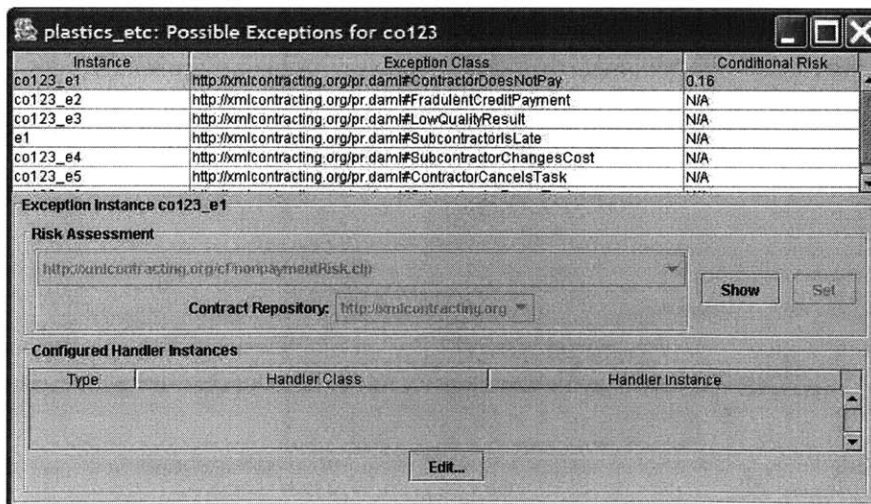 plastics_etc: Possible Exceptions for co123
Instance Exception Class Conditional Risk
co123_e1 http://xmlcontracting.org/pr.daml#ContractorDoesNotPay 0.16
co123_e2 http://xmlcontracting.org/pr.daml#FradulentCreditPayment N/A
co123_e3 http://xmlcontracting.org/pr.daml#LowQualityResult N/A
e1 http://xmlcontracting.org/pr.daml#SubcontractorIsLate N/A
co123_e4 http://xmlcontracting.org/pr.daml#SubcontractorChangesCost N/A
co123_e5 http://xmlcontracting.org/pr.daml#ContractorCancelsTask N/A
Exception Instance co123_e1
Risk Assessment
http://xmlcontracting.org/cf/nonpaymentRisk.clp
Show Set
Contract Repository: http://xmlcontracting.org
Configured Handler Instances
Type Handler Class Handler Instance
Edit...